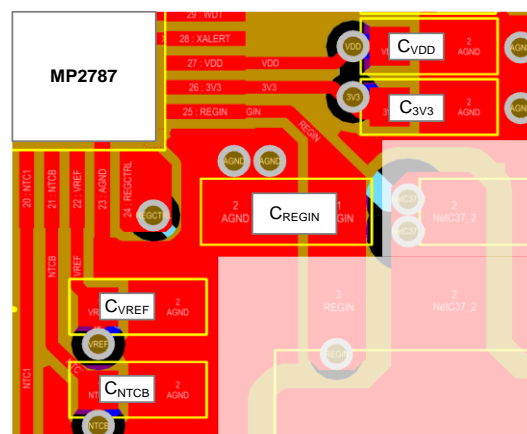 29 : WDT
28 : XALERT
27 : VDD
VDD
26 : 3V3
3V3
25 : REGIN
GIN
REGIN
MP2787
VDD
CVDD
2
AGND
AGND
3V3
C3V3
2
AGND
AGND
20 : NTC1
21 : NTCB
22 : VREF
23 : AGND
24 : REGCTRL
REGCTRL
AGND
AGND
2
AGND
CREGIN
1
GIN
2
NetC37_2
VREF
NTCB
NTC1
CVREF
2
AGND
VREF
CNTCB
2
AGND
NTCB
3
REGIN
REGIN
2
NetC37_2